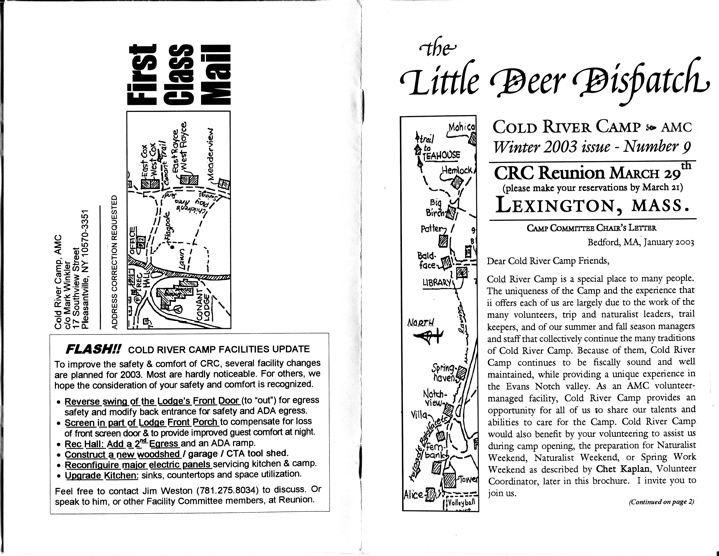 First
Class
Mail
Cold River Camp, AMC
c/o Mark Winkler
17 Southview Street
Pleasantville, NY 10570-3351
ADDRESS CORRECTION REQUESTED
East Cox
West Cox
Conant Trail
East Royce
West Royce
Meaderview
Play Area
Flagpole
Lawn
OFFICE
REC HALL
CONANT LODGE
FLASH!! COLD RIVER CAMP FACILITIES UPDATE
To improve the safety & comfort of CRC, several facility changes
are planned for 2003. Most are hardly noticeable. For others, we
hope the consideration of your safety and comfort is recognized.
• Reverse swing of the Lodge's Front Door (to "out") for egress
safety and modify back entrance for safety and ADA egress.
• Screen in part of Lodge Front Porch to compensate for loss
of front screen door & to provide improved guest comfort at night.
• Rec Hall: Add a 2nd Egress and an ADA ramp.
• Construct a new woodshed / garage / CTA tool shed.
• Reconfigure major electric panels servicing kitchen & camp.
• Upgrade Kitchen: sinks, countertops and space utilization.
Feel free to contact Jim Weston (781.275.8034) to discuss. Or
speak to him, or other Facility Committee members, at Reunion.
the
Little Deer Dispatch
COLD RIVER CAMP AMC
Winter 2003 issue - Number 9
CRC Reunion MARCH 29th
(please make your reservations by March 21)
LEXINGTON, MASS.
CAMP COMMITTEE CHAIR'S LETTER
Bedford, MA, January 2003
Dear Cold River Camp Friends,
Cold River Camp is a special place to many people.
The uniqueness of the Camp and the experience that
ii offers each of us are largely due to the work of the
many volunteers, trip and naturalist leaders, trail
keepers, and of our summer and fall season managers
and staff that collectively continue the many traditions
of Cold River Camp. Because of them, Cold River
Camp continues to be fiscally sound and well
maintained, while providing a unique experience in
the Evans Notch valley. As an AMC volunteer-
managed facility, Cold River Camp provides an
opportunity for all of us to share our talents and
abilities to care for the Camp. Cold River Camp
would also benefit by your volunteering to assist us
during camp opening, the preparation for Naturalist
Weekend, Naturalist Weekend, or Spring Work
Weekend as described by Chet Kaplan, Volunteer
Coordinator, later in this brochure. I invite you to
join us.
(Continued on page 2)
Mohica
trail
to
TEAHOUSE
Hemlock
Big
Birch
Potter
Bald-
face
LIBRARY
NORTH
Spring-
haven
Notch-
View
Villa
Fern-
bank
Tower
Alice
Volleyball